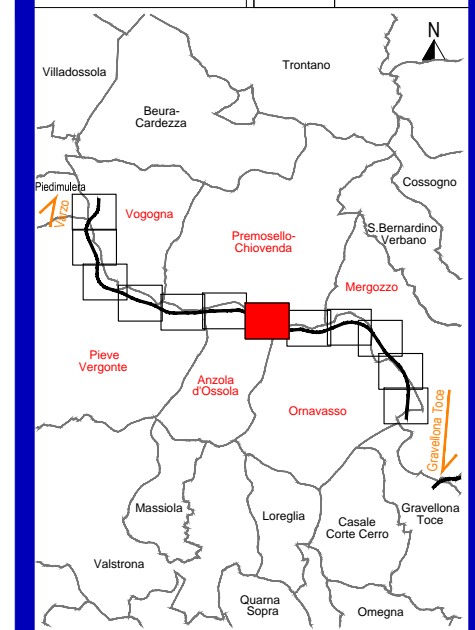 N
Villadossola
Trontano
Beura-
Cardezza
Cossogno
Piedimulera
Varzo
Vogogna
Premosello-
Chiovenda
S.Bernardino
Verbano
Mergozzo
Pieve
Vergonte
Anzola
d'Ossola
Ornavasso
Gravellona Toce
Massiola
Loreglia
Casale
Corte Cerro
Gravellona
Toce
Valstrona
Quarna
Sopra
Omegna